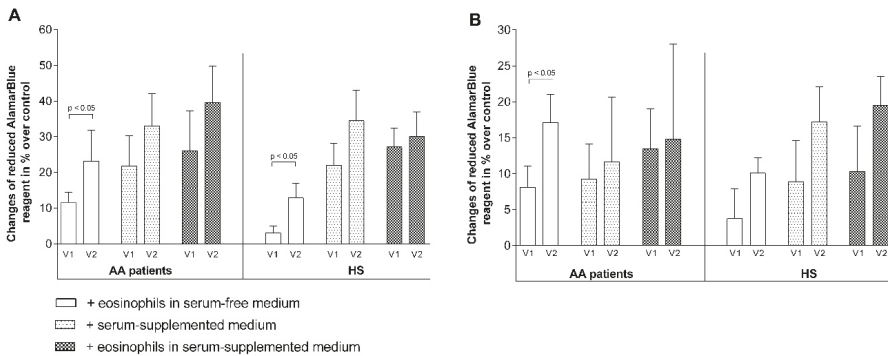 A
Changes of reduced AlamarBlue
reagent in % over control
60
50
40
30
20
10
0
p < 0.05
p < 0.05
V1 V2 V1 V2 V1 V2 V1 V2 V1 V2 V1 V2
AA patients HS
B
Changes of reduced AlamarBlue
reagent in % over control
30
25
20
15
10
5
0
p < 0.05
V1 V2 V1 V2 V1 V2 V1 V2 V1 V2 V1 V2
AA patients HS
+ eosinophils in serum-free medium
+ serum-supplemented medium
+ eosinophils in serum-supplemented medium